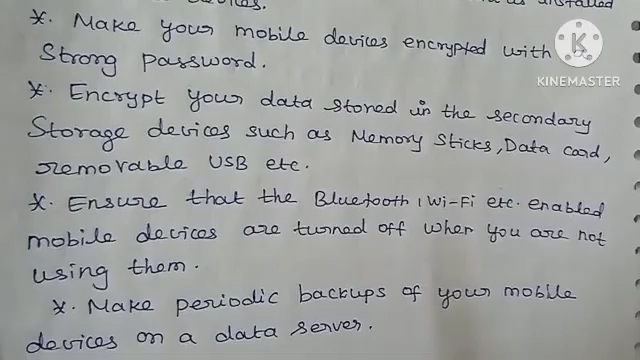 devices. installed
*. Make your mobile devices encrypted with a
Strong password.
*. Encrypt your data stored in the secondary
Storage devices such as Memory Sticks, Data card,
removable USB etc.
*. Ensure that the Bluetooth, Wi-Fi etc. enabled
mobile devices are turned off when you are not
using them.
*. Make periodic backups of your mobile
devices on a data server.
KINEMASTER